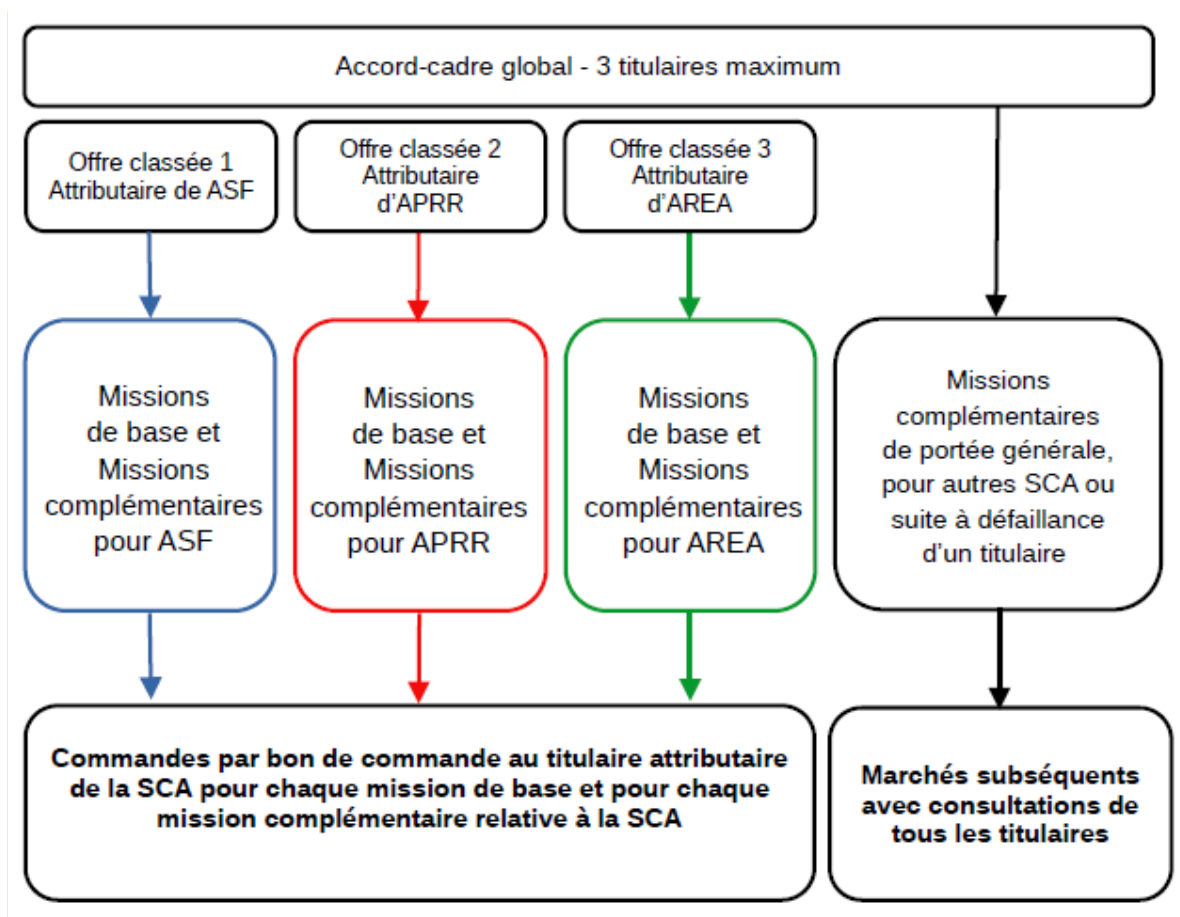 Accord-cadre global - 3 titulaires maximum
Offre classée 1
Attributaire de ASF
Offre classée 2
Attributaire
d’APRR
Offre classée 3
Attributaire
d’AREA
Missions
de base et
Missions
complémentaires
pour ASF
Missions
de base et
Missions
complémentaires
pour APRR
Missions
de base et
Missions
complémentaires
pour AREA
Missions
complémentaires
de portée générale,
pour autres SCA ou
suite à défaillance
d’un titulaire
Commandes par bon de commande au titulaire attributaire
de la SCA pour chaque mission de base et pour chaque
mission complémentaire relative à la SCA
Marchés subséquents
avec consultations de
tous les titulaires